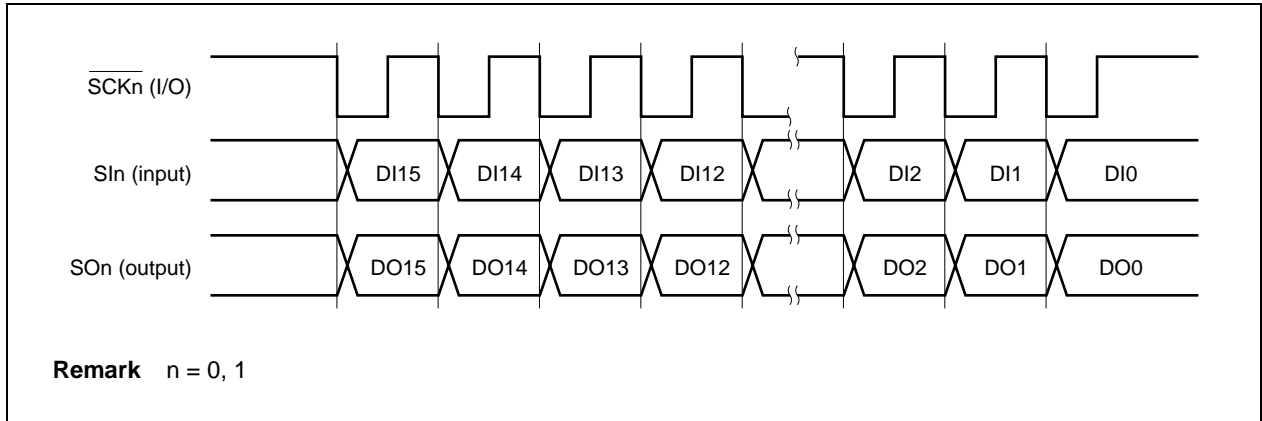 SCKn (I/O)
SIn (input) DI15 DI14 DI13 DI12 DI2 DI1 DI0
SOn (output) DO15 DO14 DO13 DO12 DO2 DO1 DO0
Remark n = 0, 1